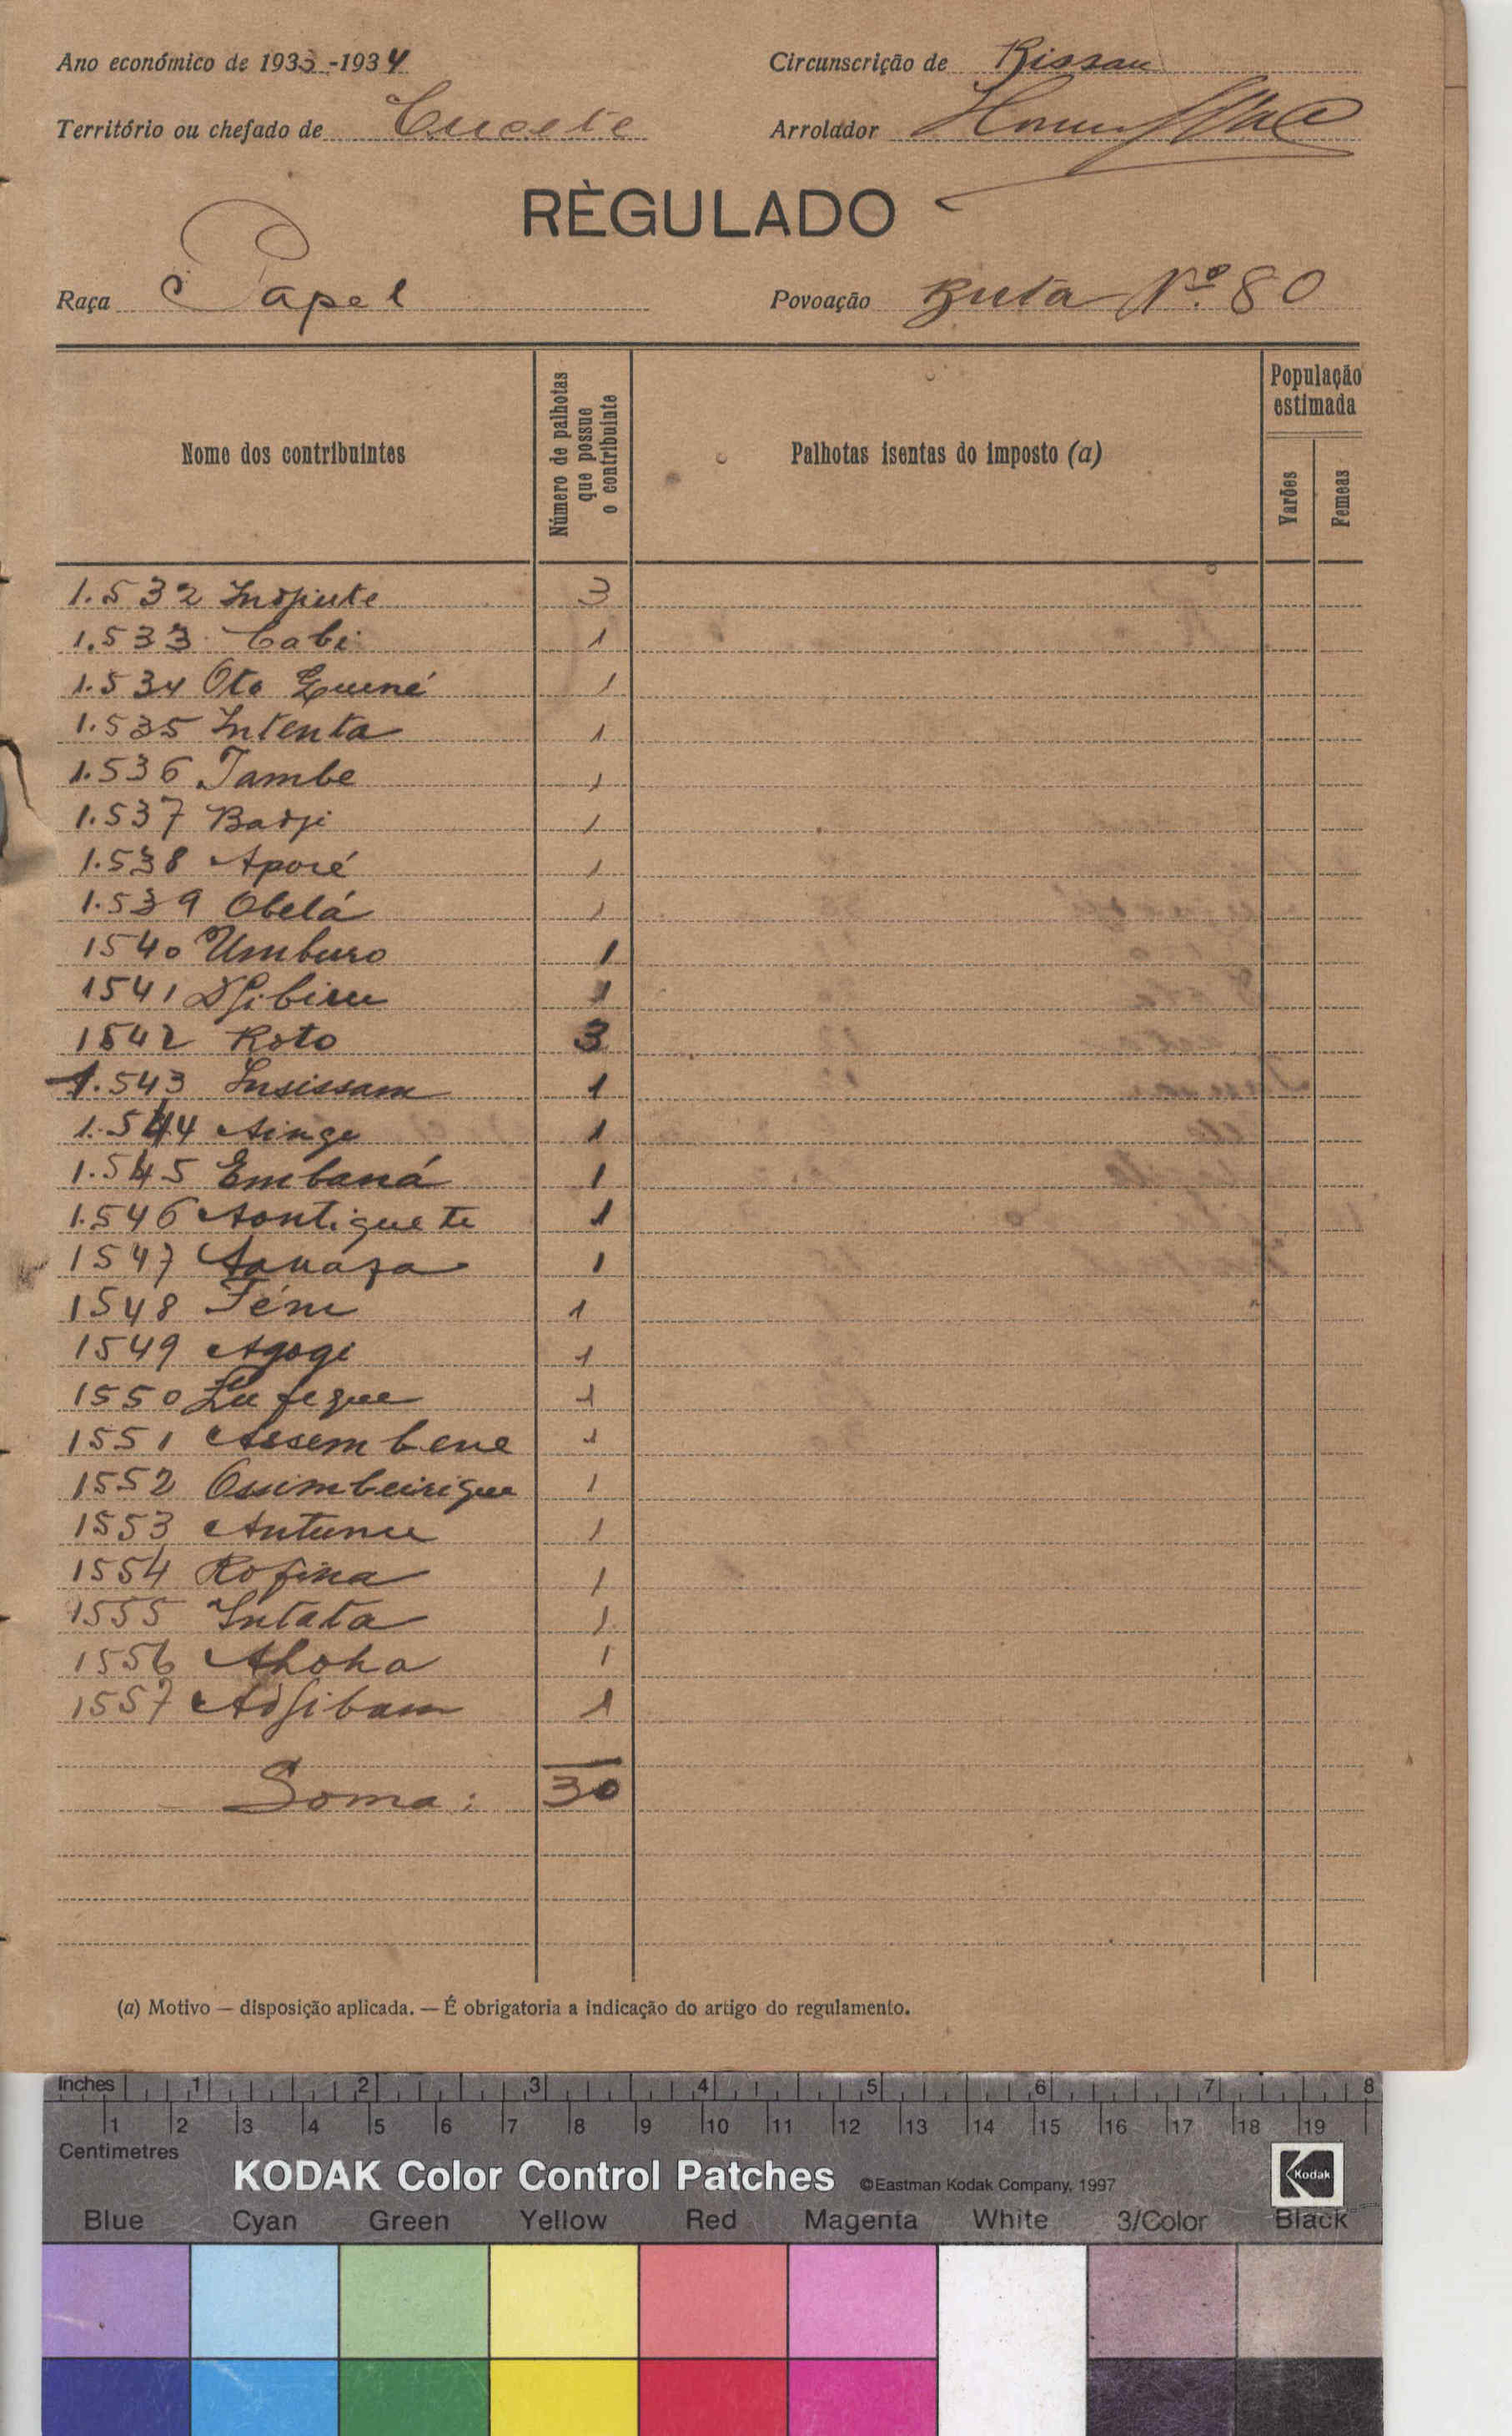 Ano económico de 1933-1934
Circunscrição de Bissau
Território ou chefado de Cucete
Arrolador
RÈGULADO
Raça Papel
Povoação Buta Nº 80
Nome dos contribuintes
Número de palhotas que possue o contribuinte
Palhotas isentas do imposto (a)
População estimada
Varões
Femeas
1.532 3
1.533 Cabi 1
1.534 Oto Quiné 1
1.535 Intenta 1
1.536 Tambe 1
1.537 Badji 1
1.538 Aporé 1
1.539 Obelá 1
1540 Umburo 1
1541 Djibiru 1
1542 Roto 3
1.543 Insissam 1
1.544 Ainge 1
1.545 Embaná 1
1.546 Aontiguete 1
1547 1
1548 1
1549 Agogi 1
1550 1
1551 Assembene 1
1552 1
1553 1
1554 Rofina 1
1555 Intata 1
1556 Ahoha 1
1557 Adjibam 1
Soma: 30
(a) Motivo — disposição aplicada. — É obrigatoria a indicação do artigo do regulamento.
Inches 1 2 3 4 5 6 7 8
1 2 3 4 5 6 7 8 9 10 11 12 13 14 15 16 17 18 19
Centimetres
KODAK Color Control Patches ©Eastman Kodak Company, 1997 Kodak
Blue Cyan Green Yellow Red Magenta White 3/Color Black